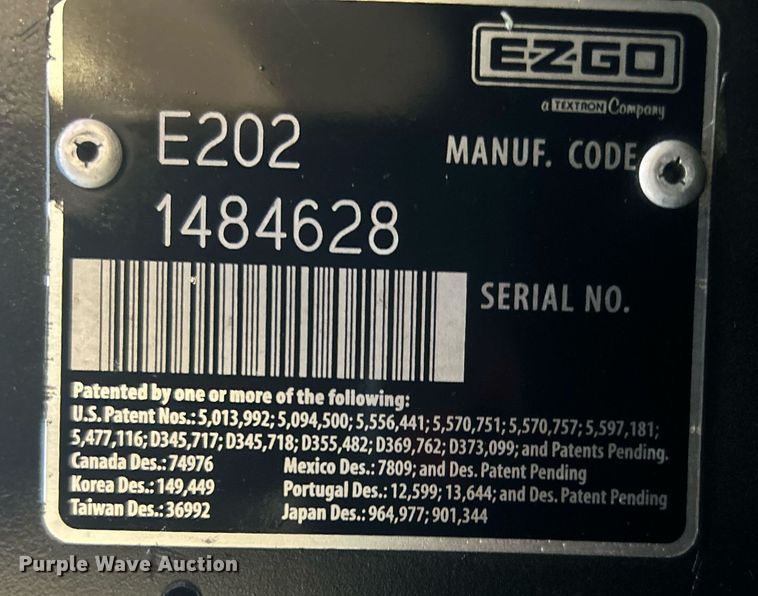 E-Z-GO
a TEXTRON Company
E202
MANUF. CODE
1484628
SERIAL NO.
Patented by one or more of the following:
U.S. Patent Nos.: 5,013,992; 5,094,500; 5,556,441; 5,570,751; 5,570,757; 5,597,181;
5,477,116; D345,717; D345,718; D355,482; D369,762; D373,099; and Patents Pending.
Canada Des.: 74976 Mexico Des.: 7809; and Des. Patent Pending
Korea Des.: 149,449 Portugal Des.: 12,599; 13,644; and Des. Patent Pending
Taiwan Des.: 36992 Japan Des.: 964,977; 901,344
Purple Wave Auction